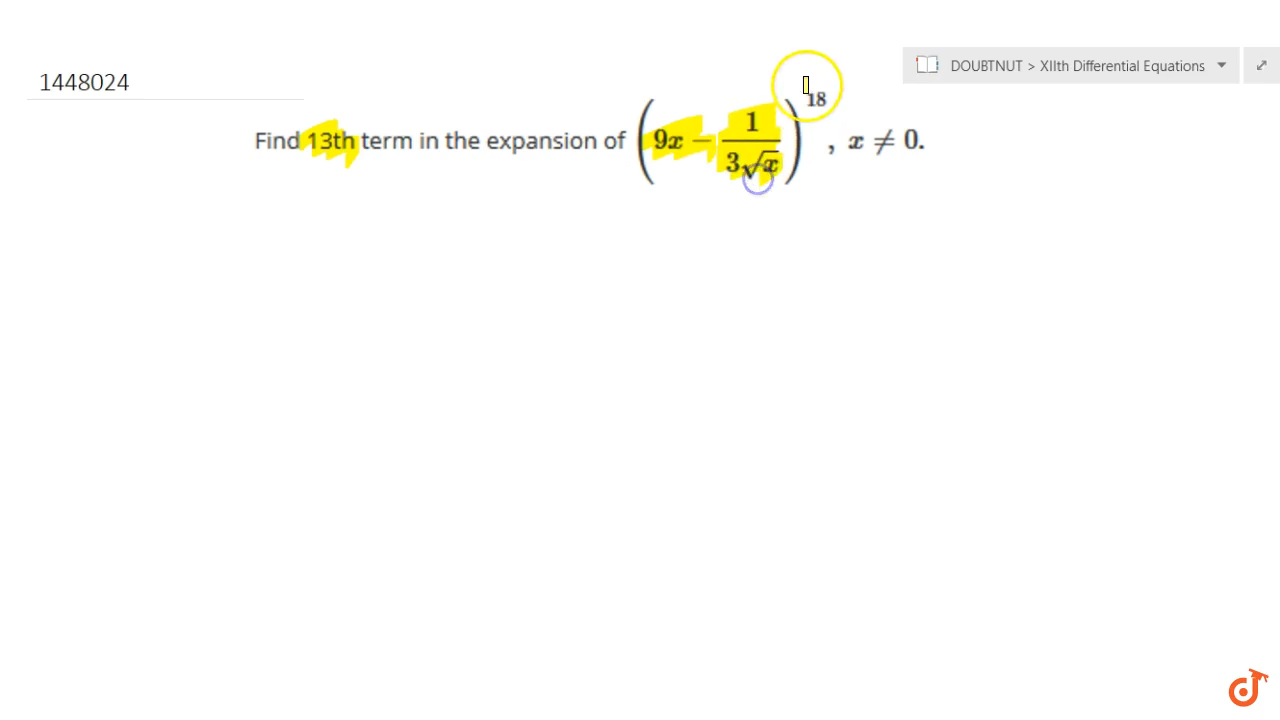 1448024
DOUBTNUT > XIIth Differential Equations
Find 13th term in the expansion of (9x − 1/(3√x))^18 , x ≠ 0.